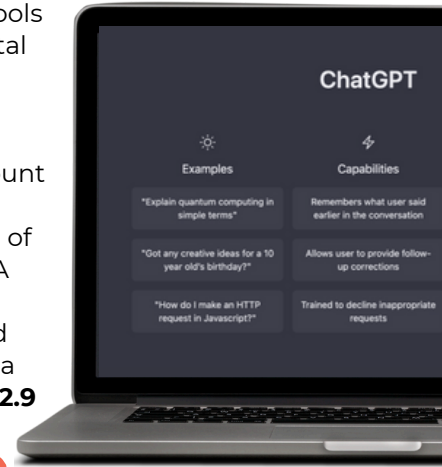 ools
tal
unt
of
A
d
a
2.9
ChatGPT
Examples
Capabilities
"Explain quantum computing in
simple terms"
Remembers what user said
earlier in the conversation
"Got any creative ideas for a 10
year old's birthday?"
Allows user to provide follow-
up corrections
"How do I make an HTTP
request in Javascript?"
Trained to decline inappropriate
requests